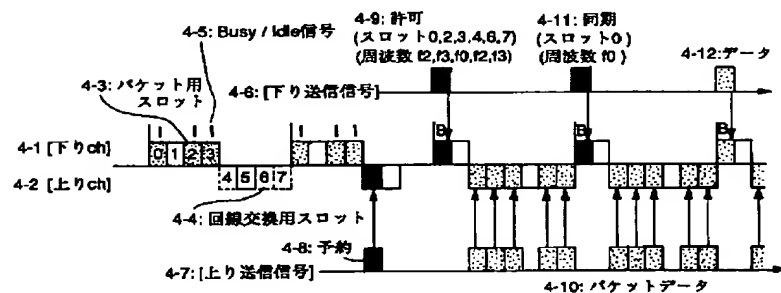 4-9: 許可
(スロット0,2,3,4,6,7)
(周波数 f2,f3,f0,f2,f3)
4-11: 同期
(スロット0)
(周波数 f0)
4-12:データ
4-5: Busy / Idle信号
4-3: パケット用
スロット
4-6: [下り送信信号]
I I I
I I I
B
B
B
4-1 [下りch]
0 1 2 3
4-2 [上りch]
4 5 6 7
4-4: 回線交換用スロット
4-8: 予約
4-7: [上り送信信号]
4-10: パケットデータ